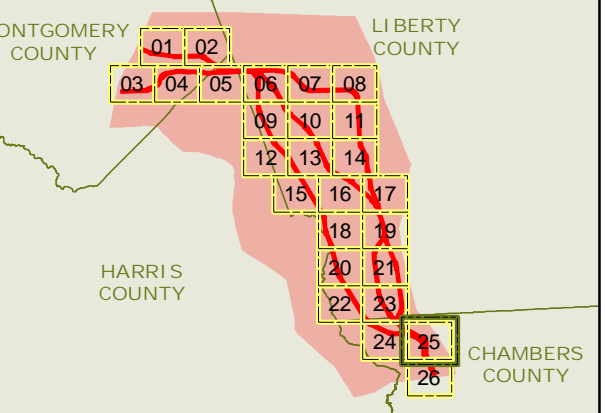 ONTGOMERY
COUNTY
LIBERTY
COUNTY
01 02
03 04 05 06 07 08
09 10 11
12 13 14
15 16 17
18 19
20 21
HARRIS
COUNTY
22 23
24 25
CHAMBERS
COUNTY
26